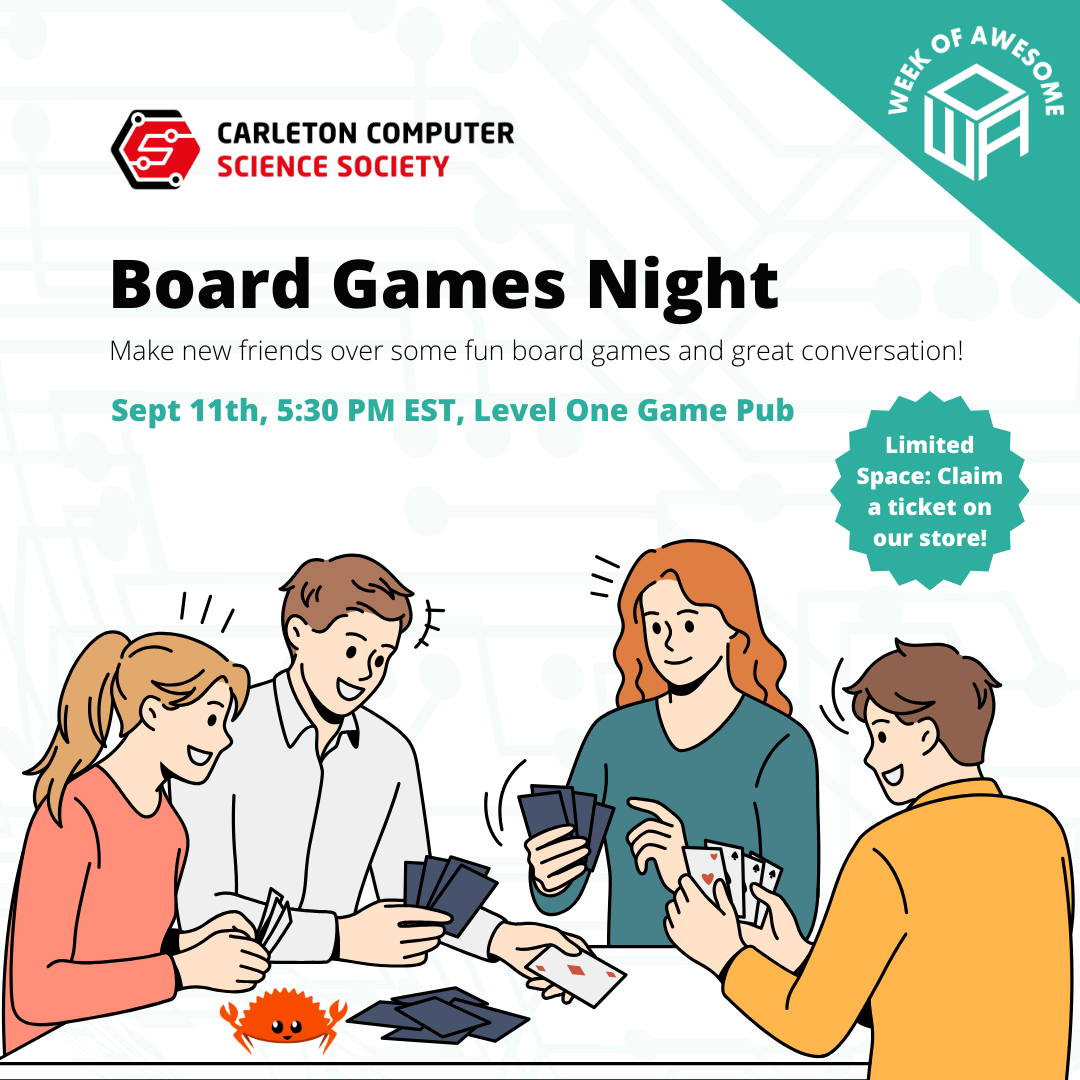 WEEK OF AWESOME
WOA
CARLETON COMPUTER
SCIENCE SOCIETY
Board Games Night
Make new friends over some fun board games and great conversation!
Sept 11th, 5:30 PM EST, Level One Game Pub
Limited
Space: Claim
a ticket on
our store!